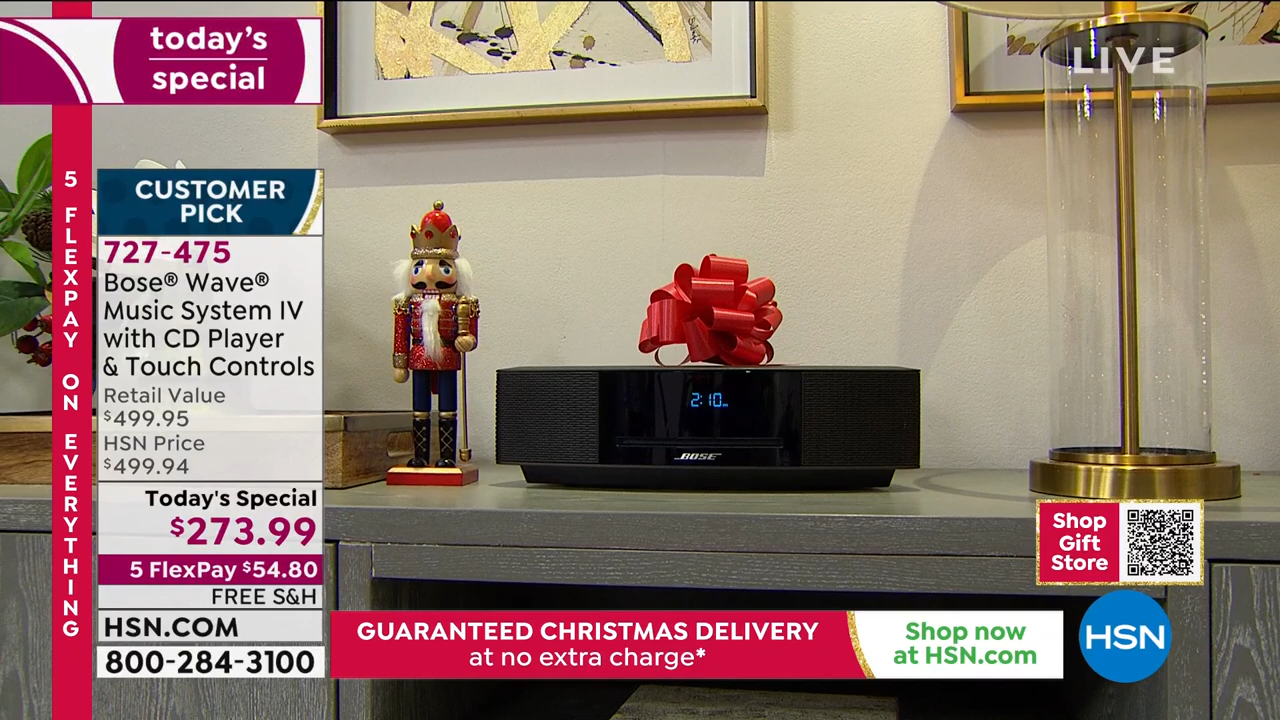 today's
special
5 FLEXPAY ON EVERYTHING
CUSTOMER
PICK
727-475
Bose® Wave®
Music System IV
with CD Player
& Touch Controls
Retail Value
$499.95
HSN Price
$499.94
Today's Special
$273.99
5 FlexPay $54.80
FREE S&H
HSN.COM
800-284-3100
LIVE
2:10
BOSE
Shop
Gift
Store
GUARANTEED CHRISTMAS DELIVERY
at no extra charge*
Shop now
at HSN.com
HSN